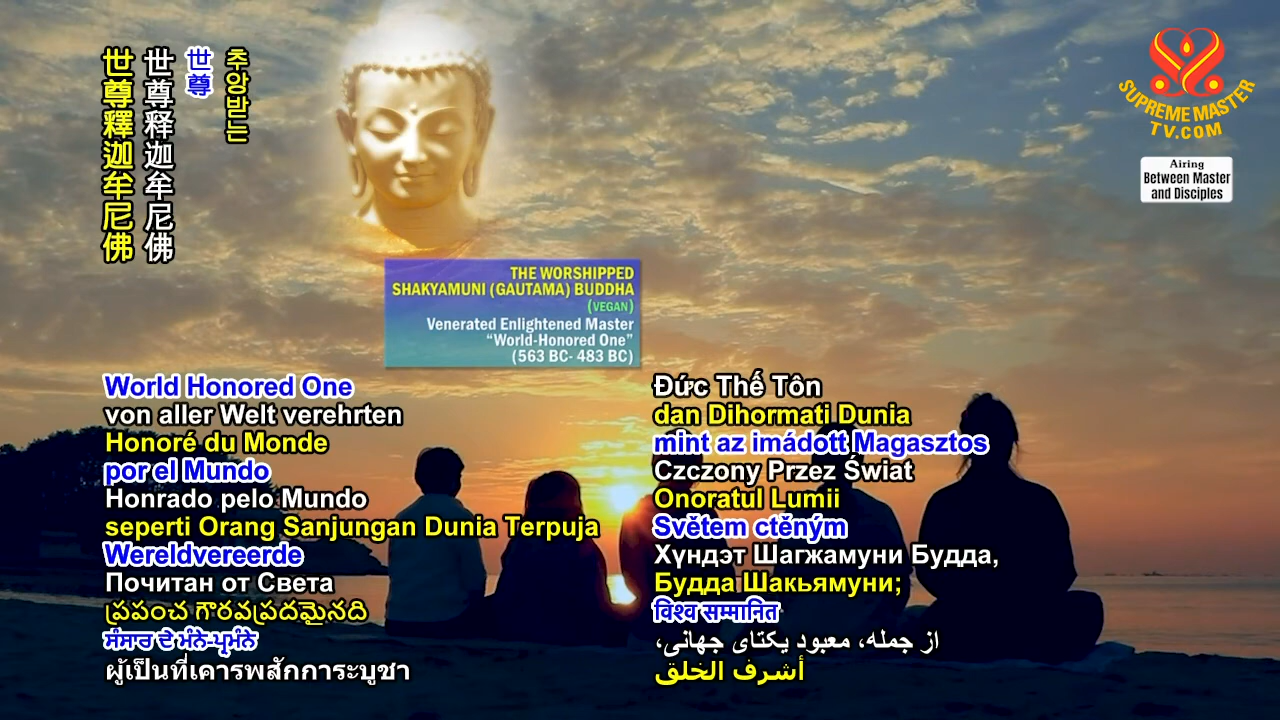 世尊釋迦牟尼佛
世尊释迦牟尼佛
世尊
추앙받는
SUPREME MASTER
TV.COM
Airing
Between Master
and Disciples
THE WORSHIPPED
SHAKYAMUNI (GAUTAMA) BUDDHA
(VEGAN)
Venerated Enlightened Master
“World-Honored One”
(563 BC- 483 BC)
World Honored One
von aller Welt verehrten
Honoré du Monde
por el Mundo
Honrado pelo Mundo
seperti Orang Sanjungan Dunia Terpuja
Wereldvereerde
Почитан от Света
ప్రపంచ గౌరవప్రదమైనది
ਸੰਸਾਰ ਦੇ ਮੰਨੇ-ਪ੍ਰਮੰਨੇ
ผู้เป็นที่เคารพสักการะบูชา
Đức Thế Tôn
dan Dihormati Dunia
mint az imádott Magasztos
Czczony Przez Świat
Onoratul Lumii
Světem ctěným
Хүндэт Шагжамуни Будда,
Будда Шакьямуни;
विश्व सम्मानित
از جمله، معبود یکتای جهانی،
أشرف الخلق